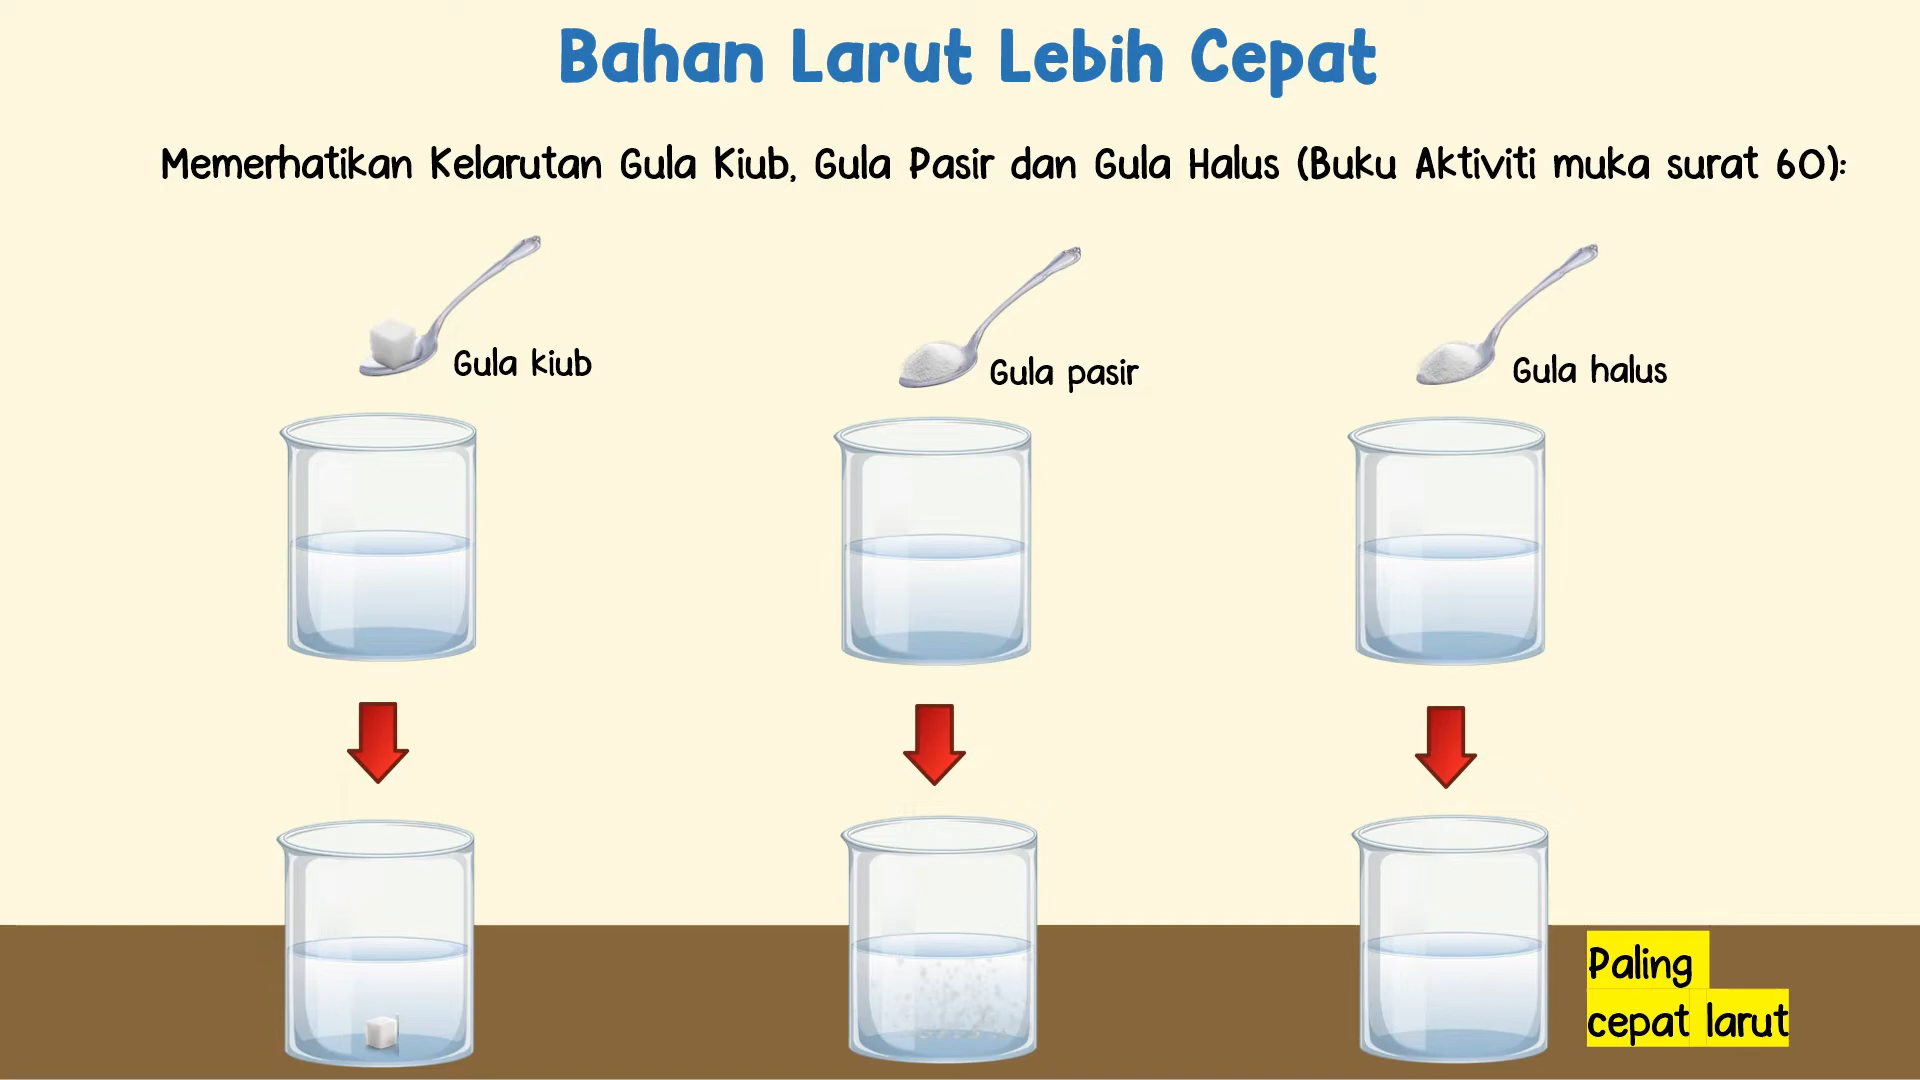 Bahan Larut Lebih Cepat
Memerhatikan Kelarutan Gula Kiub, Gula Pasir dan Gula Halus (Buku Aktiviti muka surat 60):
Gula kiub
Gula pasir
Gula halus
Paling
cepat larut